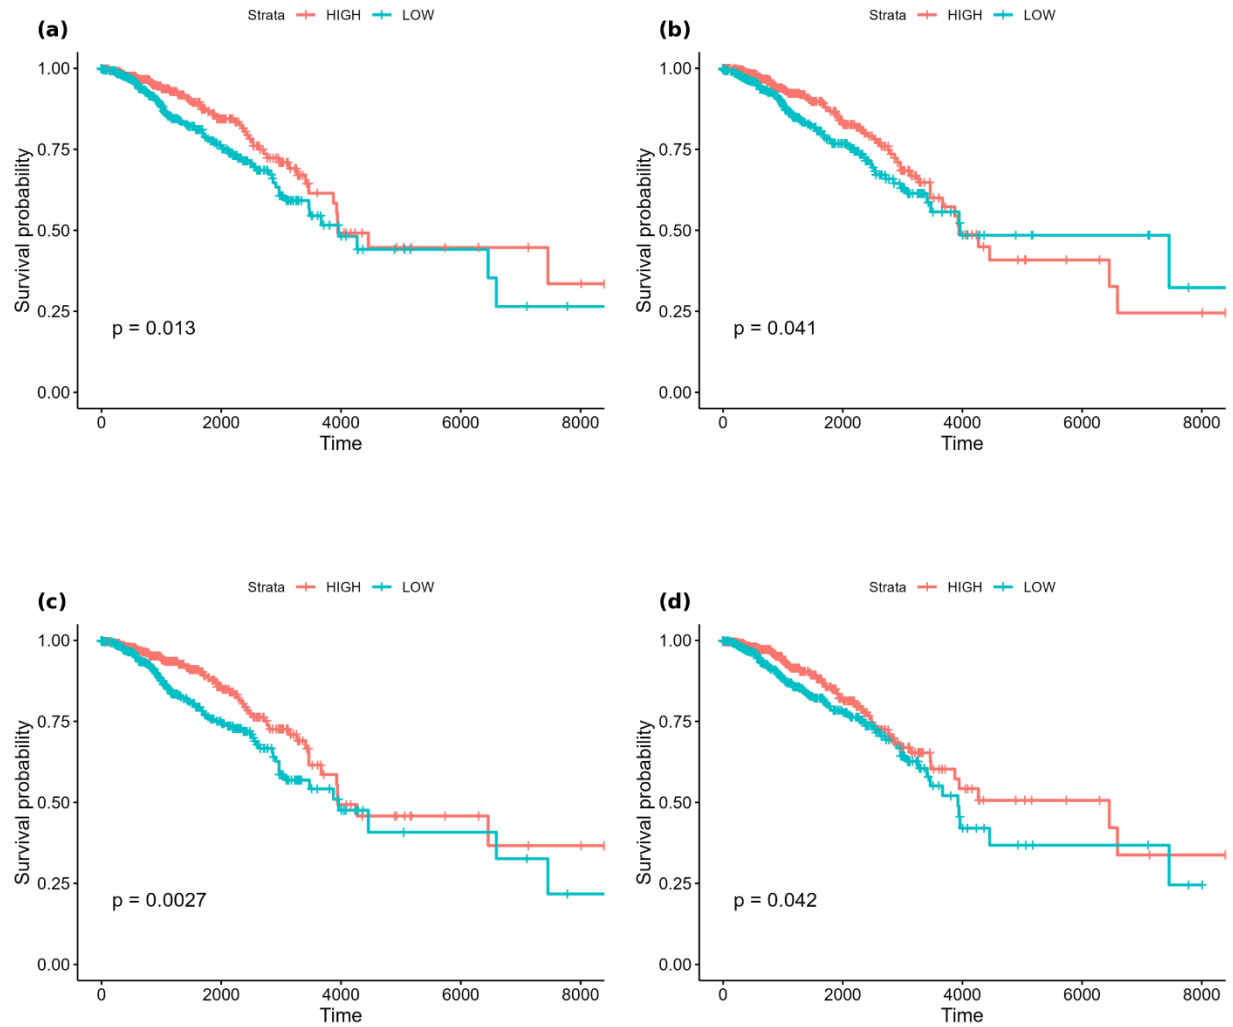 Strata HIGH LOW
(a)
1.00
0.75
0.50
0.25
0.00
Survival probability
p = 0.013
0 2000 4000 6000 8000
Time
Strata HIGH LOW
(b)
1.00
0.75
0.50
0.25
0.00
Survival probability
p = 0.041
0 2000 4000 6000 8000
Time
Strata HIGH LOW
(c)
1.00
0.75
0.50
0.25
0.00
Survival probability
p = 0.0027
0 2000 4000 6000 8000
Time
Strata HIGH LOW
(d)
1.00
0.75
0.50
0.25
0.00
Survival probability
p = 0.042
0 2000 4000 6000 8000
Time